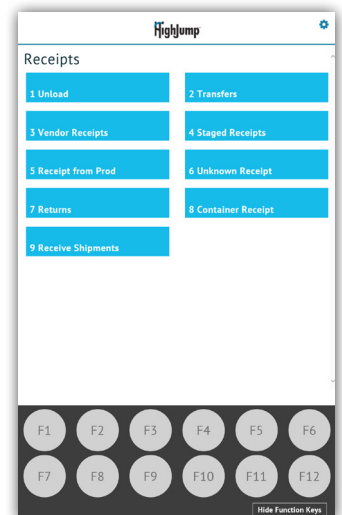 HighJump
Receipts
1 Unload
2 Transfers
3 Vendor Receipts
4 Staged Receipts
5 Receipt from Prod
6 Unknown Receipt
7 Returns
8 Container Receipt
9 Receive Shipments
F1 F2 F3 F4 F5 F6
F7 F8 F9 F10 F11 F12
Hide Function Keys